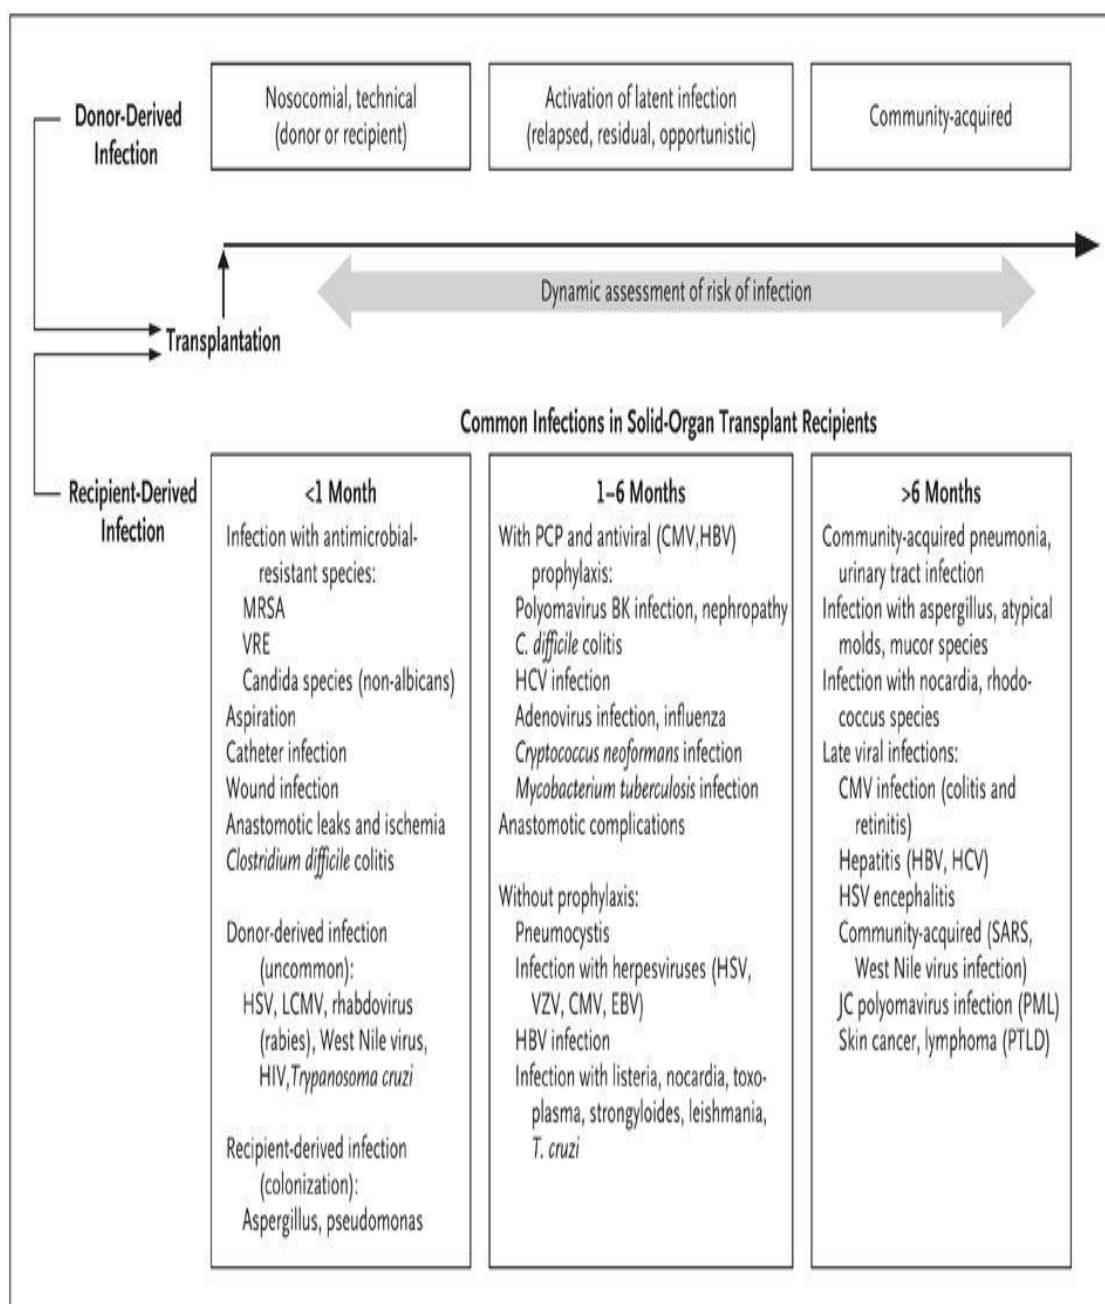 Donor-Derived
Infection
Nosocomial, technical
(donor or recipient)
Activation of latent infection
(relapsed, residual, opportunistic)
Community-acquired
Dynamic assessment of risk of infection
Transplantation
Common Infections in Solid-Organ Transplant Recipients
Recipient-Derived
Infection
<1 Month
Infection with antimicrobial-
resistant species:
MRSA
VRE
Candida species (non-albicans)
Aspiration
Catheter infection
Wound infection
Anastomotic leaks and ischemia
Clostridium difficile colitis
Donor-derived infection
(uncommon):
HSV, LCMV, rhabdovirus
(rabies), West Nile virus,
HIV,Trypanosoma cruzi
Recipient-derived infection
(colonization):
Aspergillus, pseudomonas
1–6 Months
With PCP and antiviral (CMV,HBV)
prophylaxis:
Polyomavirus BK infection, nephropathy
C. difficile colitis
HCV infection
Adenovirus infection, influenza
Cryptococcus neoformans infection
Mycobacterium tuberculosis infection
Anastomotic complications
Without prophylaxis:
Pneumocystis
Infection with herpesviruses (HSV,
VZV, CMV, EBV)
HBV infection
Infection with listeria, nocardia, toxo-
plasma, strongyloides, leishmania,
T. cruzi
>6 Months
Community-acquired pneumonia,
urinary tract infection
Infection with aspergillus, atypical
molds, mucor species
Infection with nocardia, rhodo-
coccus species
Late viral infections:
CMV infection (colitis and
retinitis)
Hepatitis (HBV, HCV)
HSV encephalitis
Community-acquired (SARS,
West Nile virus infection)
JC polyomavirus infection (PML)
Skin cancer, lymphoma (PTLD)